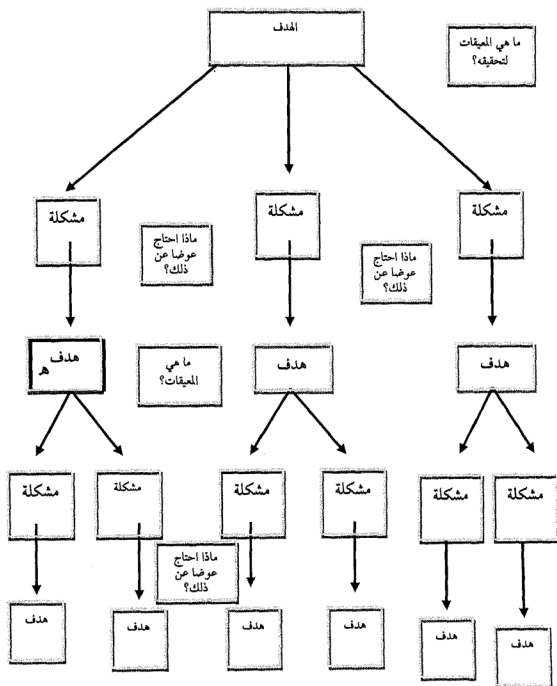 الهدف
ما هي المعيقات
لتحقيقه؟
مشكلة
مشكلة
مشكلة
ماذا احتاج
عوضا عن
ذلك؟
ماذا احتاج
عوضا عن
ذلك؟
هدف
هـ
ما هي
المعيقات؟
هدف
هدف
مشكلة
مشكلة
مشكلة
مشكلة
مشكلة
مشكلة
ماذا احتاج
عوضا عن
ذلك؟
هدف
هدف
هدف
هدف
هدف
هدف